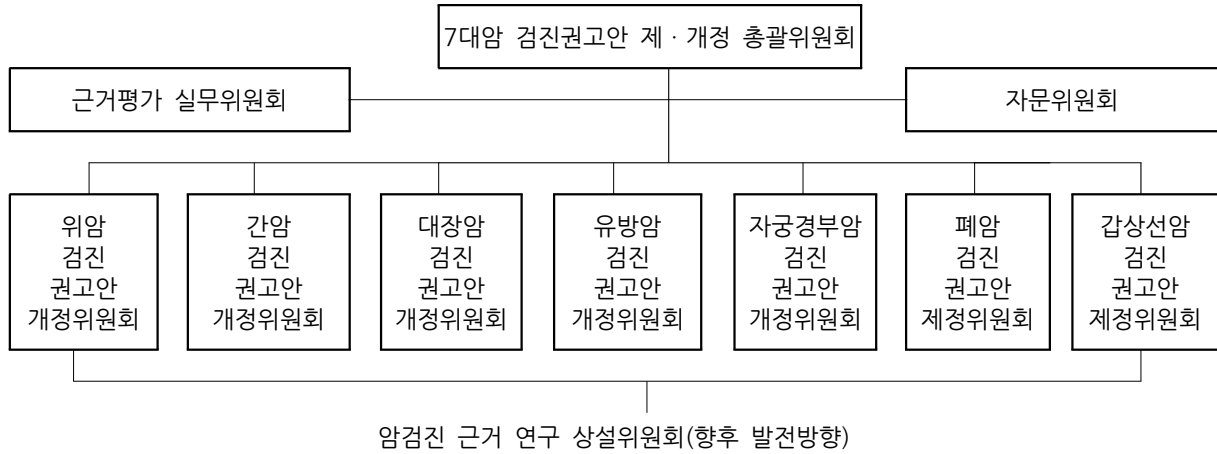 7대암 검진권고안 제 · 개정 총괄위원회
근거평가 실무위원회
자문위원회
위암
검진
권고안
개정위원회
간암
검진
권고안
개정위원회
대장암
검진
권고안
개정위원회
유방암
검진
권고안
개정위원회
자궁경부암
검진
권고안
개정위원회
폐암
검진
권고안
제정위원회
갑상선암
검진
권고안
제정위원회
암검진 근거 연구 상설위원회(향후 발전방향)